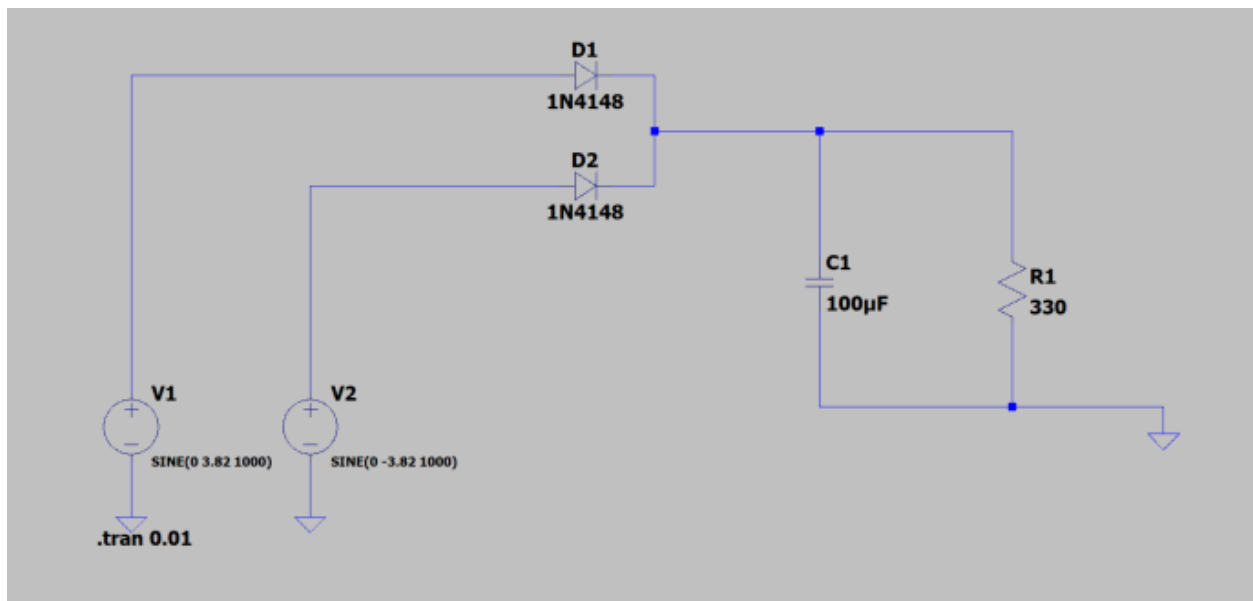 D1
1N4148
D2
1N4148
C1
100µF
R1
330
V1
SINE(0 3.82 1000)
V2
SINE(0 -3.82 1000)
.tran 0.01